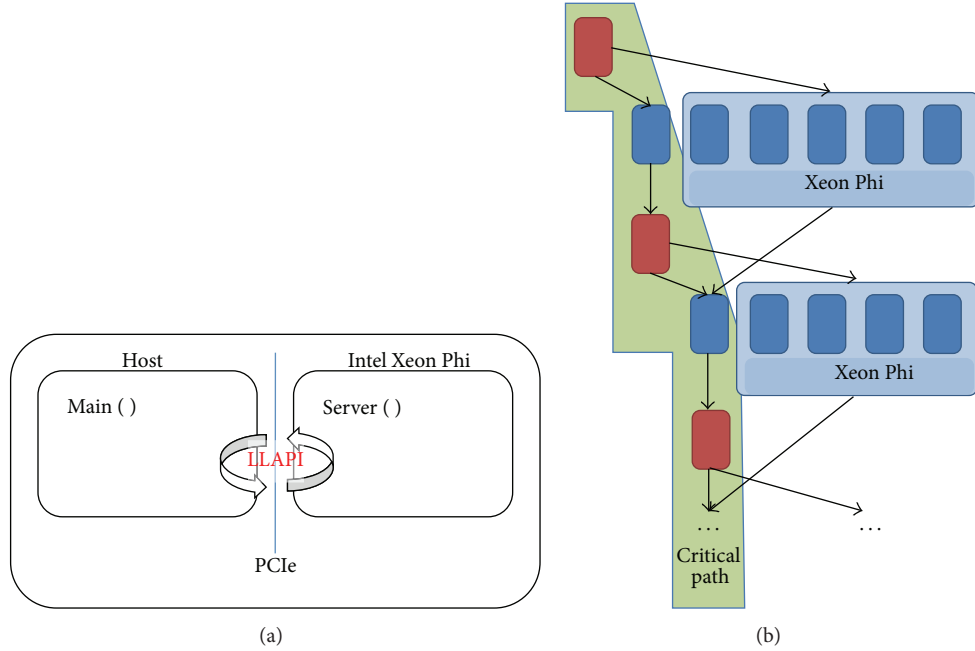 Host
Intel Xeon Phi
Main ( )
Server ( )
LLAPI
PCIe
(a)
Xeon Phi
Xeon Phi
...
...
Critical
path
(b)